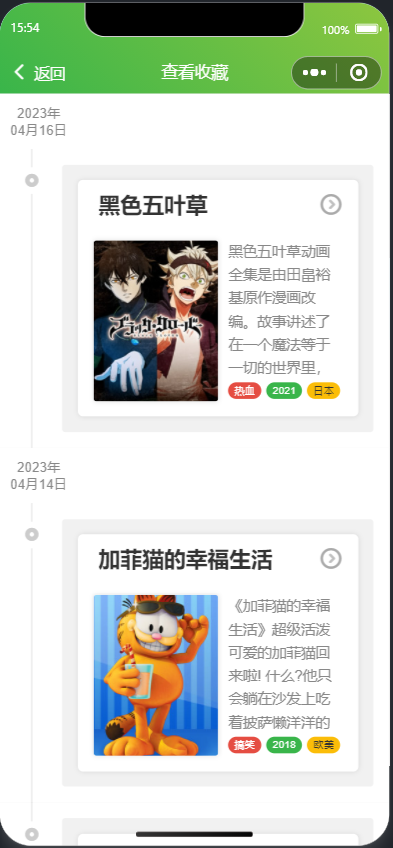 15:54
100%
返回
查看收藏
2023年
04月16日
黑色五叶草
ブラッククローバー
黑色五叶草动画
全集是由田畠裕
基原作漫画改
编。故事讲述了
在一个魔法等于
一切的世界里，
热血
2021
日本
2023年
04月14日
加菲猫的幸福生活
《加菲猫的幸福
生活》超级活泼
可爱的加菲猫回
来啦! 什么?他只
会躺在沙发上吃
着披萨懒洋洋的
搞笑
2018
欧美